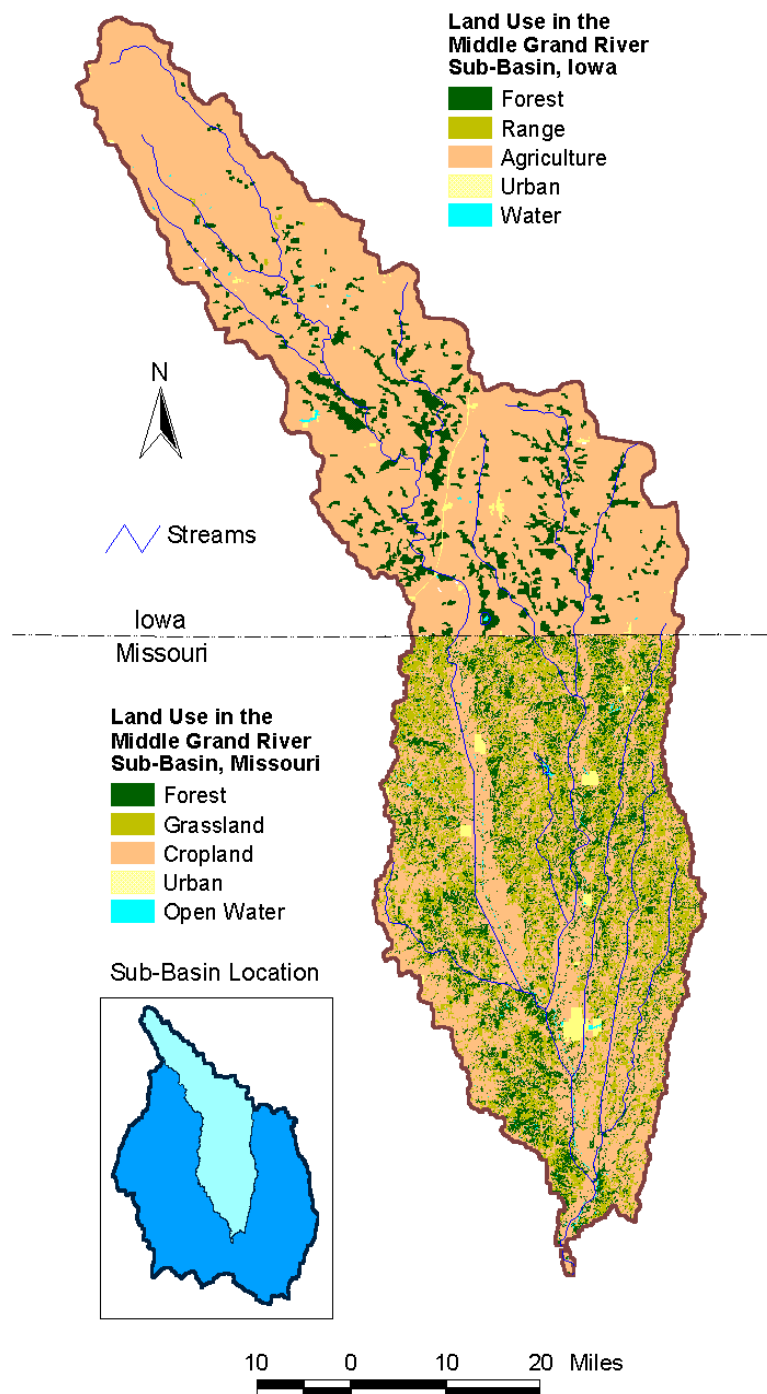 Land Use in the
Middle Grand River
Sub-Basin, Iowa
Forest
Range
Agriculture
Urban
Water
N
Streams
Iowa
Missouri
Land Use in the
Middle Grand River
Sub-Basin, Missouri
Forest
Grassland
Cropland
Urban
Open Water
Sub-Basin Location
10 0 10 20 Miles